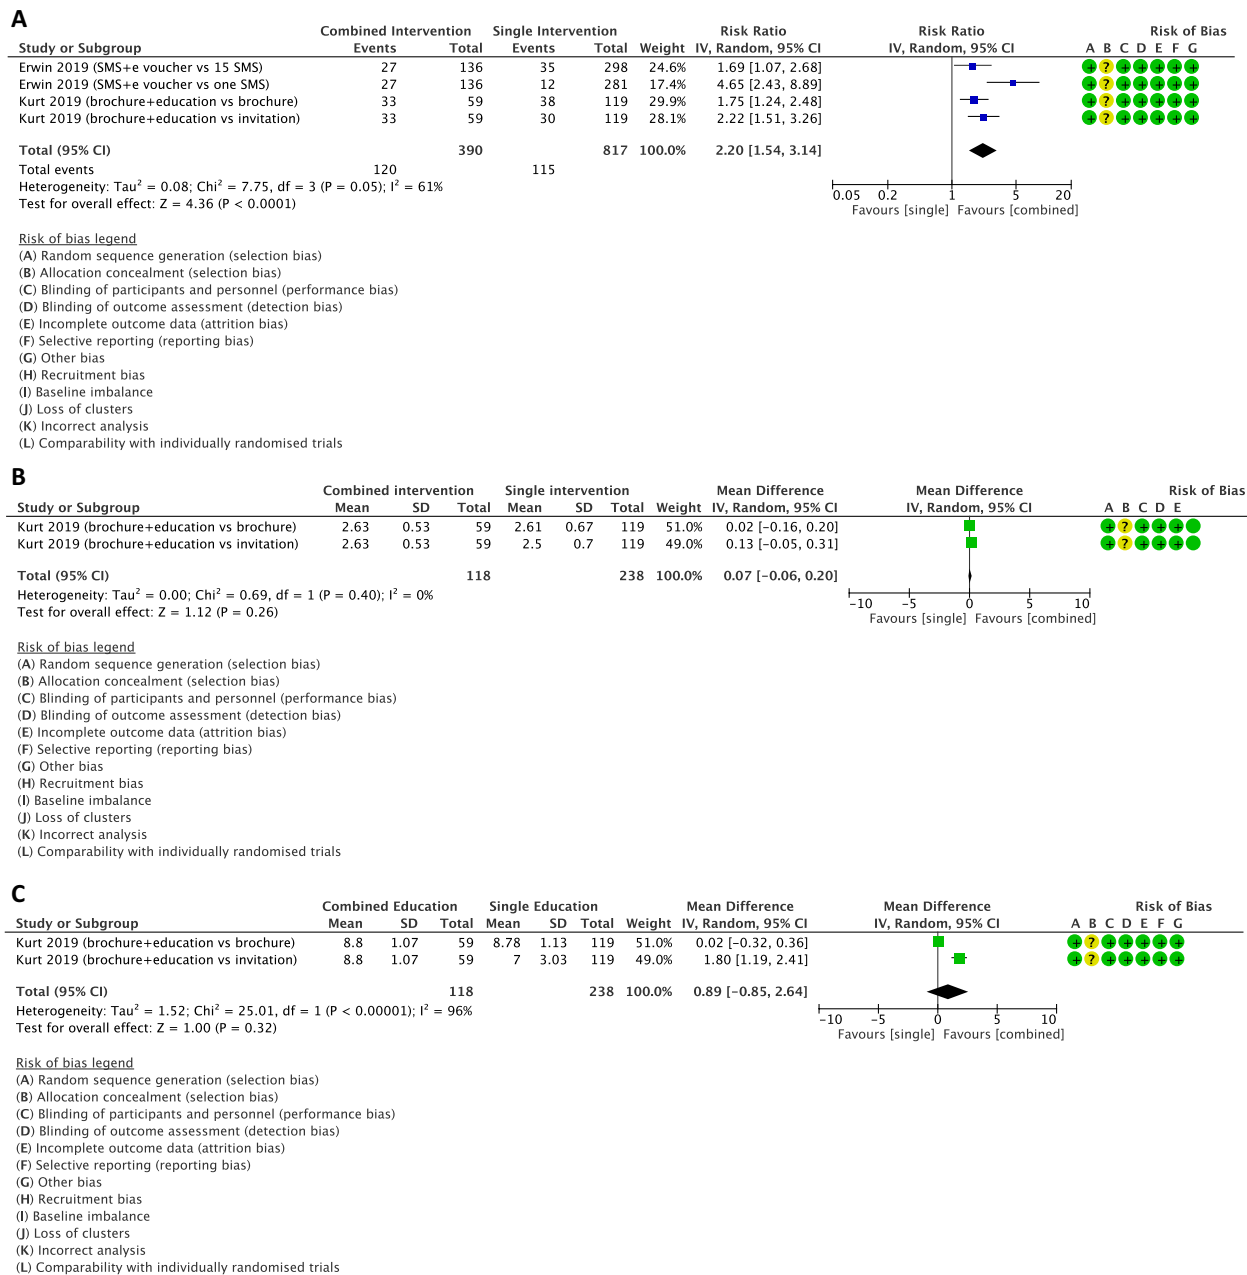 A
Combined Intervention Single Intervention Risk Ratio Risk Ratio Risk of Bias
Study or Subgroup Events Total Events Total Weight IV, Random, 95% CI IV, Random, 95% CI A B C D E F G
Erwin 2019 (SMS+e voucher vs 15 SMS) 27 136 35 298 24.6% 1.69 [1.07, 2.68] + ? + + + + +
Erwin 2019 (SMS+e voucher vs one SMS) 27 136 12 281 17.4% 4.65 [2.43, 8.89] + ? + + + + +
Kurt 2019 (brochure+education vs brochure) 33 59 38 119 29.9% 1.75 [1.24, 2.48] + ? + + + + +
Kurt 2019 (brochure+education vs invitation) 33 59 30 119 28.1% 2.22 [1.51, 3.26] + ? + + + + +
Total (95% CI) 390 817 100.0% 2.20 [1.54, 3.14]
Total events 120 115
Heterogeneity: Tau² = 0.08; Chi² = 7.75, df = 3 (P = 0.05); I² = 61%
Test for overall effect: Z = 4.36 (P < 0.0001)
0.05 0.2 1 5 20
Favours [single] Favours [combined]
Risk of bias legend
(A) Random sequence generation (selection bias)
(B) Allocation concealment (selection bias)
(C) Blinding of participants and personnel (performance bias)
(D) Blinding of outcome assessment (detection bias)
(E) Incomplete outcome data (attrition bias)
(F) Selective reporting (reporting bias)
(G) Other bias
(H) Recruitment bias
(I) Baseline imbalance
(J) Loss of clusters
(K) Incorrect analysis
(L) Comparability with individually randomised trials
B
Combined intervention Single intervention Mean Difference Mean Difference Risk of Bias
Study or Subgroup Mean SD Total Mean SD Total Weight IV, Random, 95% CI IV, Random, 95% CI A B C D E
Kurt 2019 (brochure+education vs brochure) 2.63 0.53 59 2.61 0.67 119 51.0% 0.02 [−0.16, 0.20] + ? + + +
Kurt 2019 (brochure+education vs invitation) 2.63 0.53 59 2.5 0.7 119 49.0% 0.13 [−0.05, 0.31] + ? + + +
Total (95% CI) 118 238 100.0% 0.07 [−0.06, 0.20]
Heterogeneity: Tau² = 0.00; Chi² = 0.69, df = 1 (P = 0.40); I² = 0%
Test for overall effect: Z = 1.12 (P = 0.26)
−10 −5 0 5 10
Favours [single] Favours [combined]
Risk of bias legend
(A) Random sequence generation (selection bias)
(B) Allocation concealment (selection bias)
(C) Blinding of participants and personnel (performance bias)
(D) Blinding of outcome assessment (detection bias)
(E) Incomplete outcome data (attrition bias)
(F) Selective reporting (reporting bias)
(G) Other bias
(H) Recruitment bias
(I) Baseline imbalance
(J) Loss of clusters
(K) Incorrect analysis
(L) Comparability with individually randomised trials
C
Combined Education Single Education Mean Difference Mean Difference Risk of Bias
Study or Subgroup Mean SD Total Mean SD Total Weight IV, Random, 95% CI IV, Random, 95% CI A B C D E F G
Kurt 2019 (brochure+education vs brochure) 8.8 1.07 59 8.78 1.13 119 51.0% 0.02 [−0.32, 0.36] + ? + + + + +
Kurt 2019 (brochure+education vs invitation) 8.8 1.07 59 7 3.03 119 49.0% 1.80 [1.19, 2.41] + ? + + + + +
Total (95% CI) 118 238 100.0% 0.89 [−0.85, 2.64]
Heterogeneity: Tau² = 1.52; Chi² = 25.01, df = 1 (P < 0.00001); I² = 96%
Test for overall effect: Z = 1.00 (P = 0.32)
−10 −5 0 5 10
Favours [single] Favours [combined]
Risk of bias legend
(A) Random sequence generation (selection bias)
(B) Allocation concealment (selection bias)
(C) Blinding of participants and personnel (performance bias)
(D) Blinding of outcome assessment (detection bias)
(E) Incomplete outcome data (attrition bias)
(F) Selective reporting (reporting bias)
(G) Other bias
(H) Recruitment bias
(I) Baseline imbalance
(J) Loss of clusters
(K) Incorrect analysis
(L) Comparability with individually randomised trials